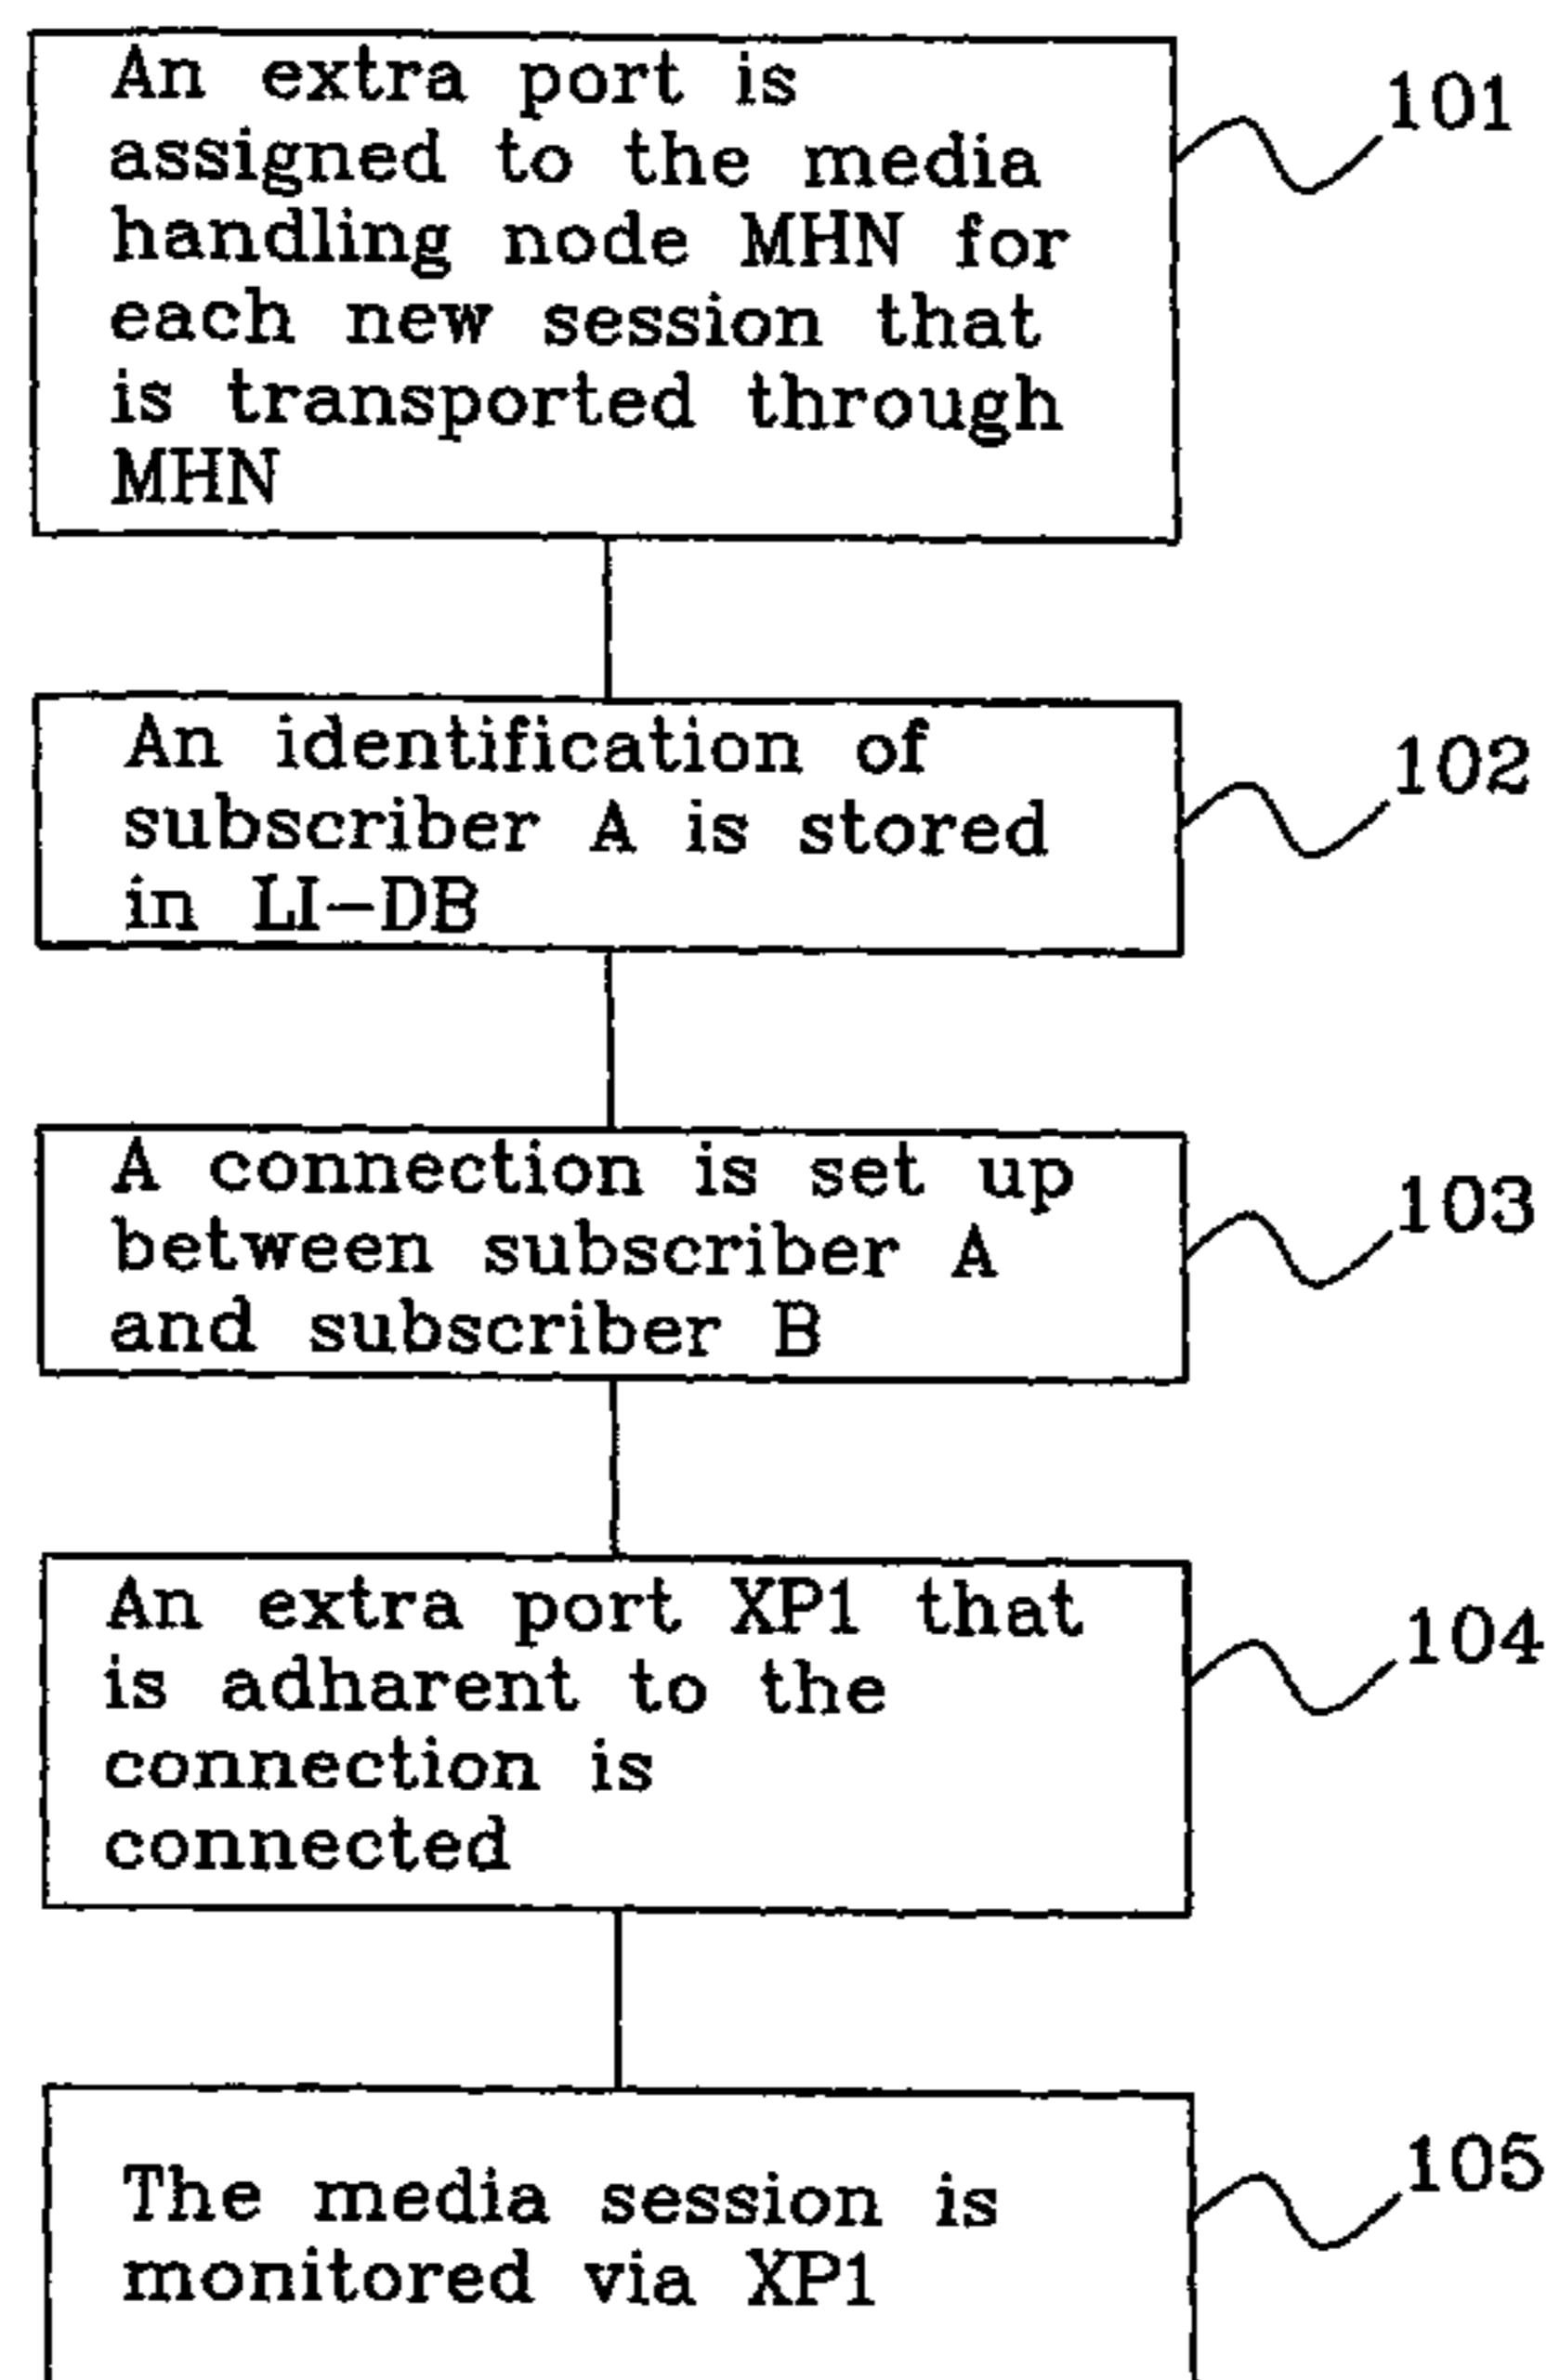 An extra port is
assigned to the media
handling node MHN for
each new session that
is transported through
MHN
101
An identification of
subscriber A is stored
in LI-DB
102
A connection is set up
between subscriber A
and subscriber B
103
An extra port XP1 that
is adharent to the
connection is
connected
104
The media session is
monitored via XP1
105